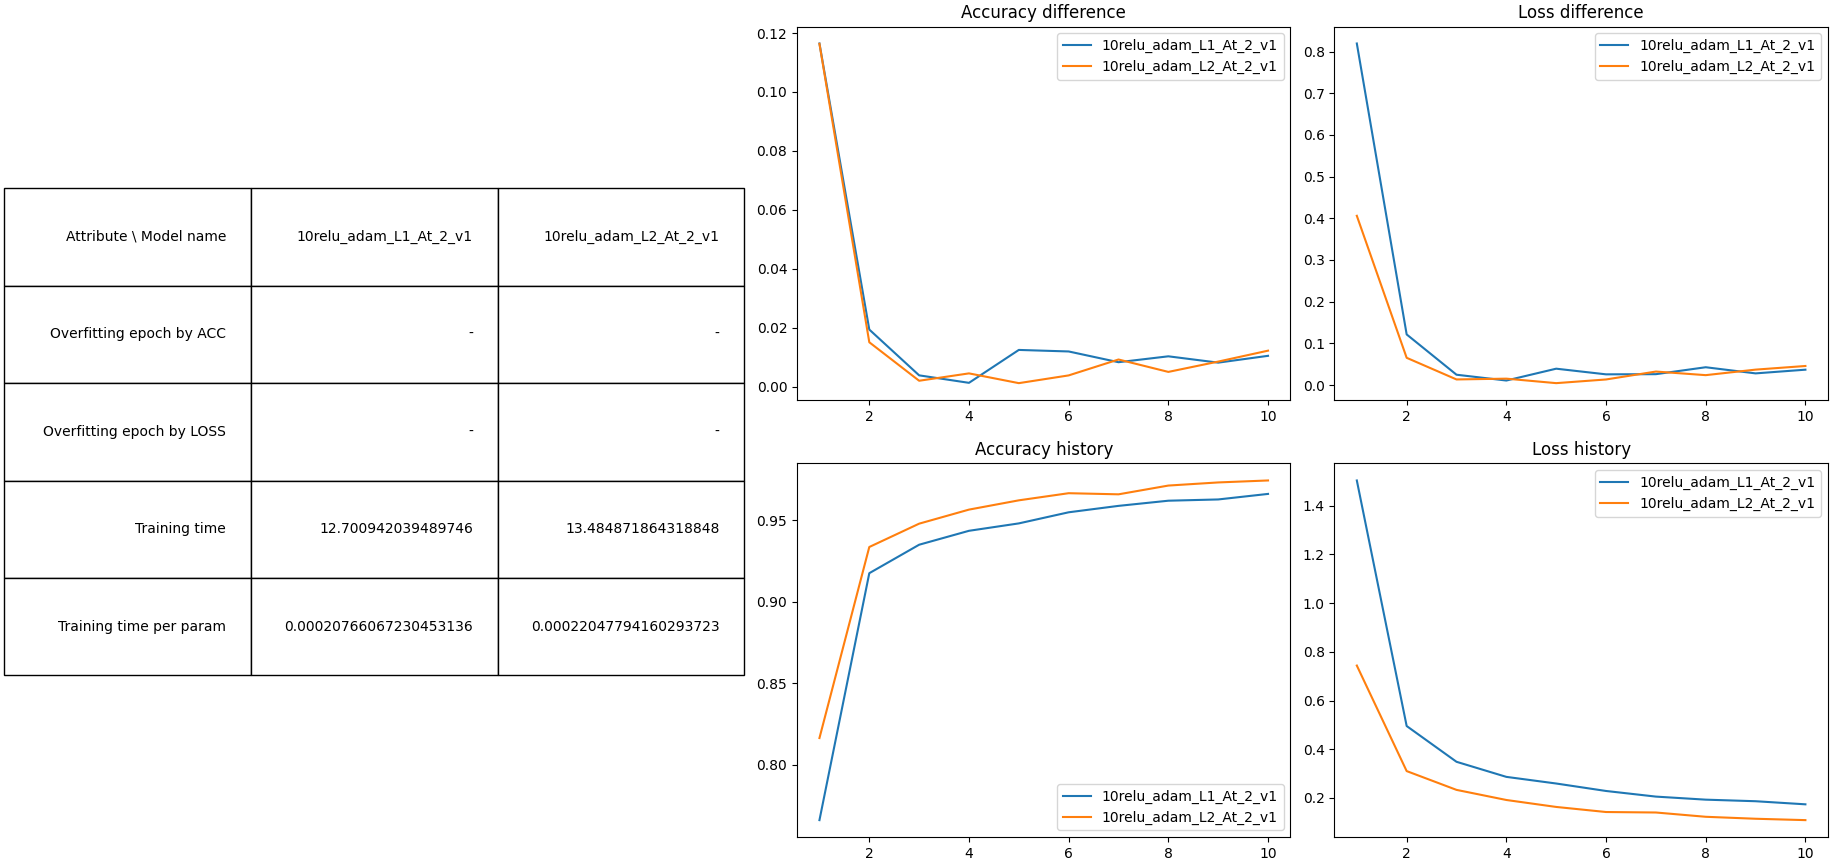 Attribute \ Model name 10relu_adam_L1_At_2_v1 10relu_adam_L2_At_2_v1
Overfitting epoch by ACC - -
Overfitting epoch by LOSS - -
Training time 12.700942039489746 13.484871864318848
Training time per param 0.00020766067230453136 0.00022047794160293723
Accuracy difference
10relu_adam_L1_At_2_v1
10relu_adam_L2_At_2_v1
0.12
0.10
0.08
0.06
0.04
0.02
0.00
2 4 6 8 10
Loss difference
10relu_adam_L1_At_2_v1
10relu_adam_L2_At_2_v1
0.8
0.7
0.6
0.5
0.4
0.3
0.2
0.1
0.0
2 4 6 8 10
Accuracy history
0.95
0.90
0.85
0.80
10relu_adam_L1_At_2_v1
10relu_adam_L2_At_2_v1
2 4 6 8 10
Loss history
10relu_adam_L1_At_2_v1
10relu_adam_L2_At_2_v1
1.4
1.2
1.0
0.8
0.6
0.4
0.2
2 4 6 8 10